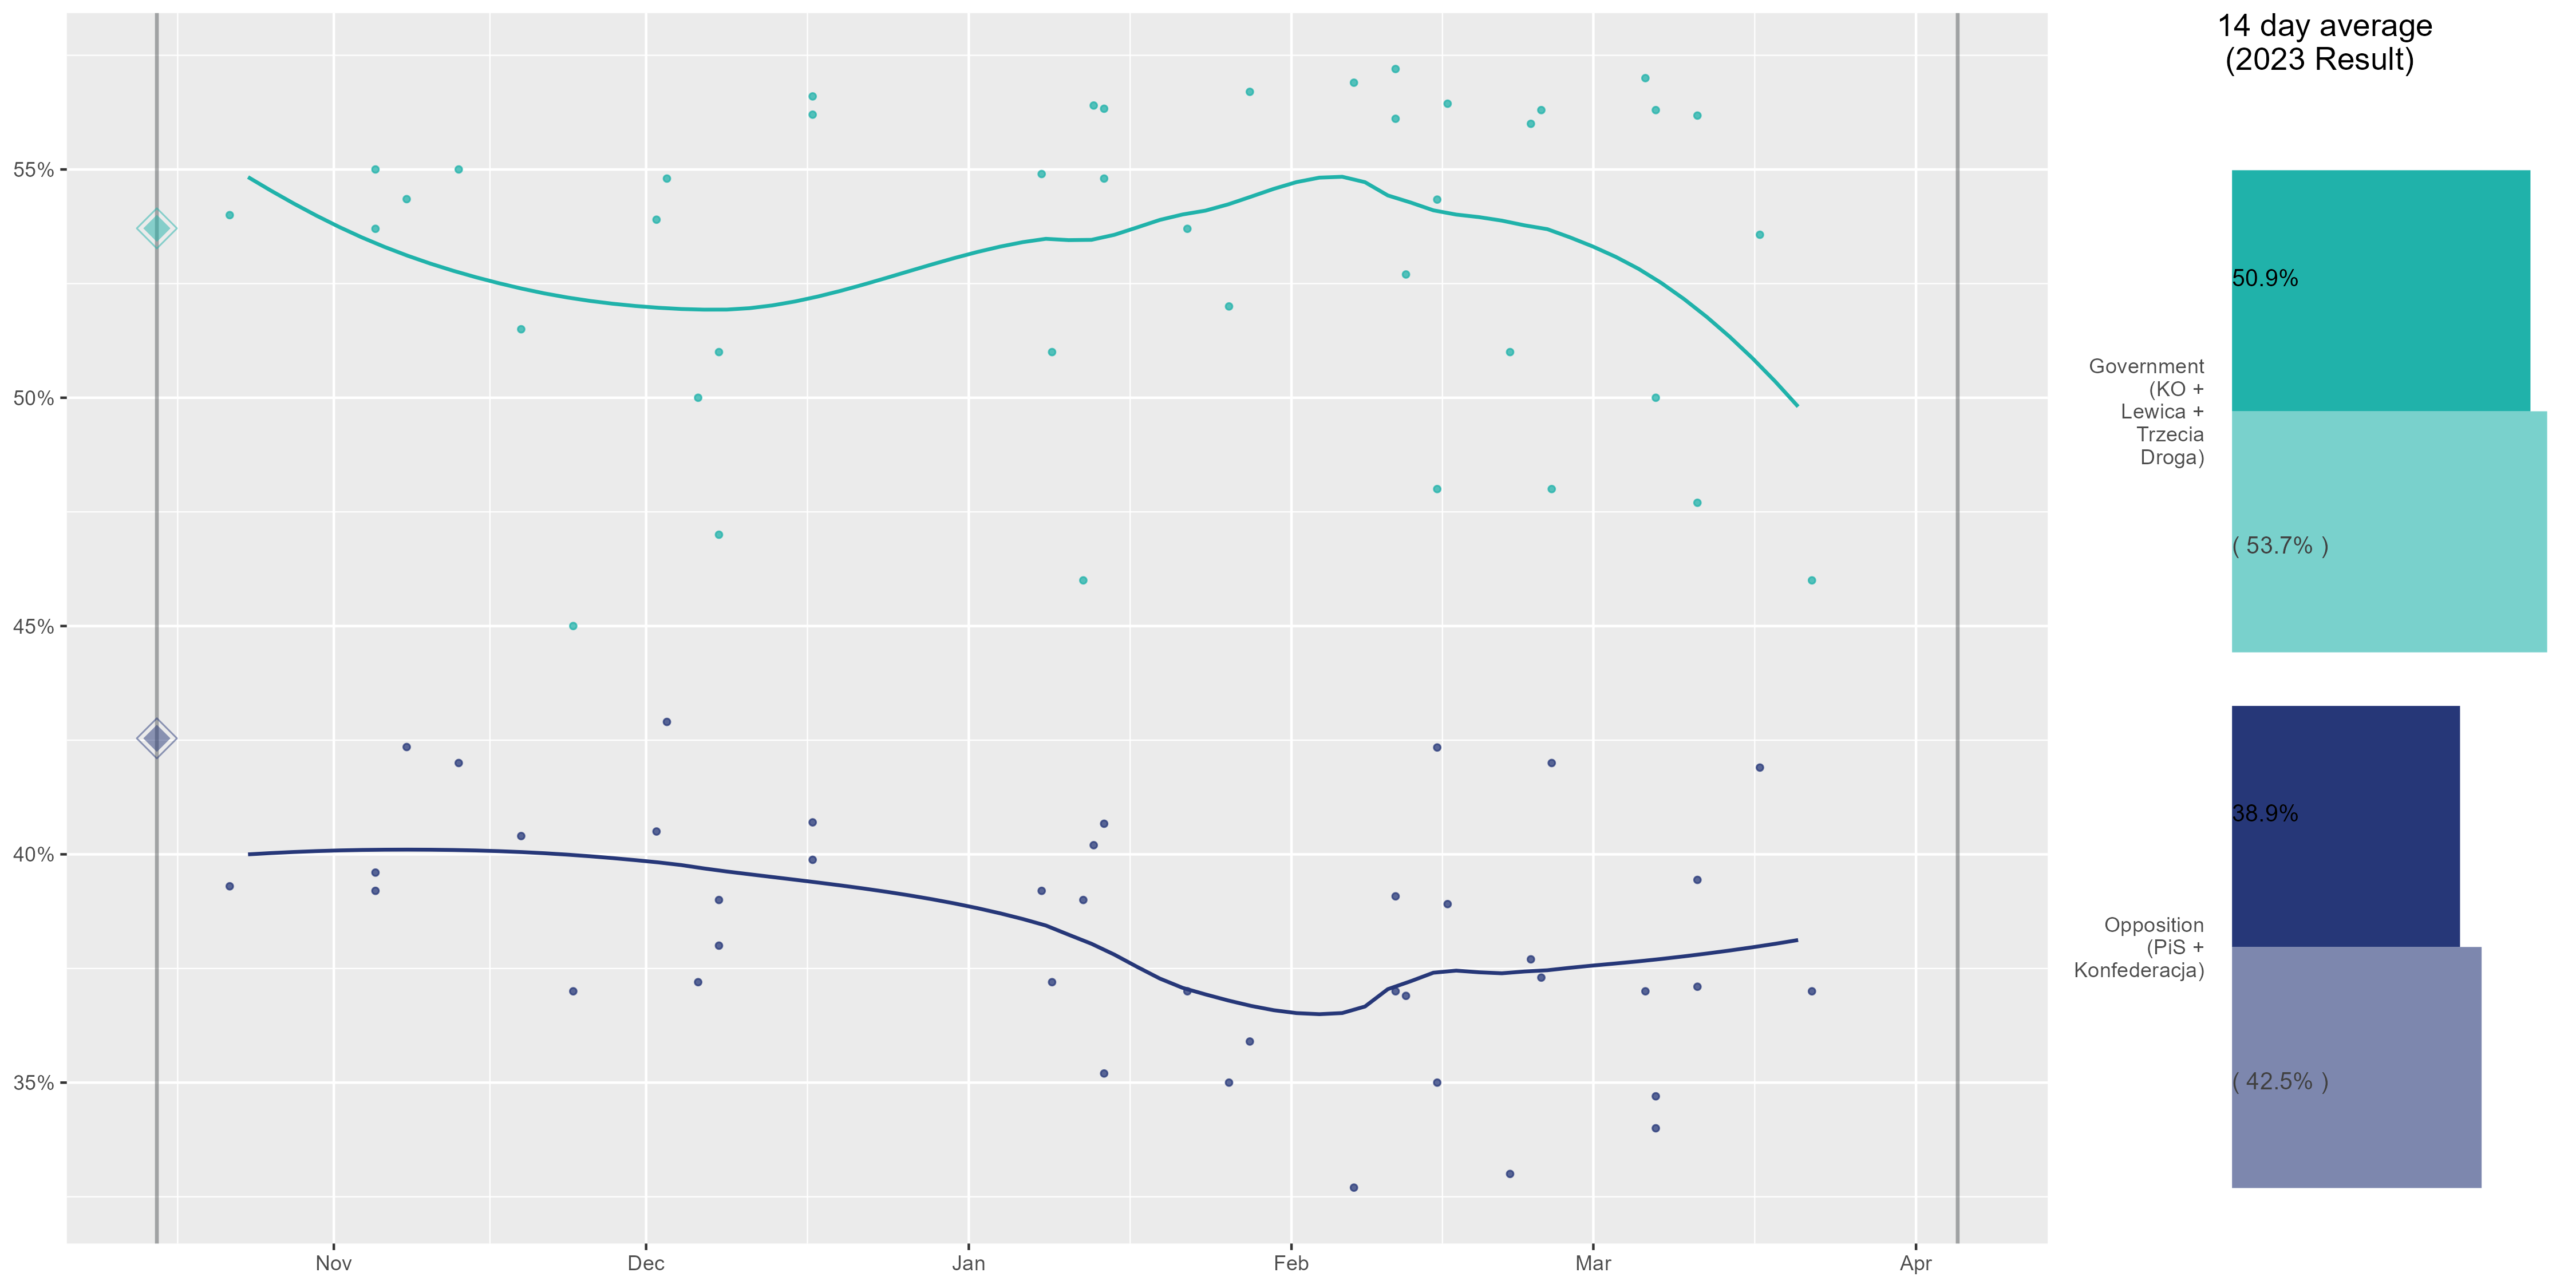 14 day average
(2023 Result)
55%
50%
45%
40%
35%
Nov
Dec
Jan
Feb
Mar
Apr
Government
(KO +
Lewica +
Trzecia
Droga)
50.9%
( 53.7% )
Opposition
(PiS +
Konfederacja)
38.9%
( 42.5% )